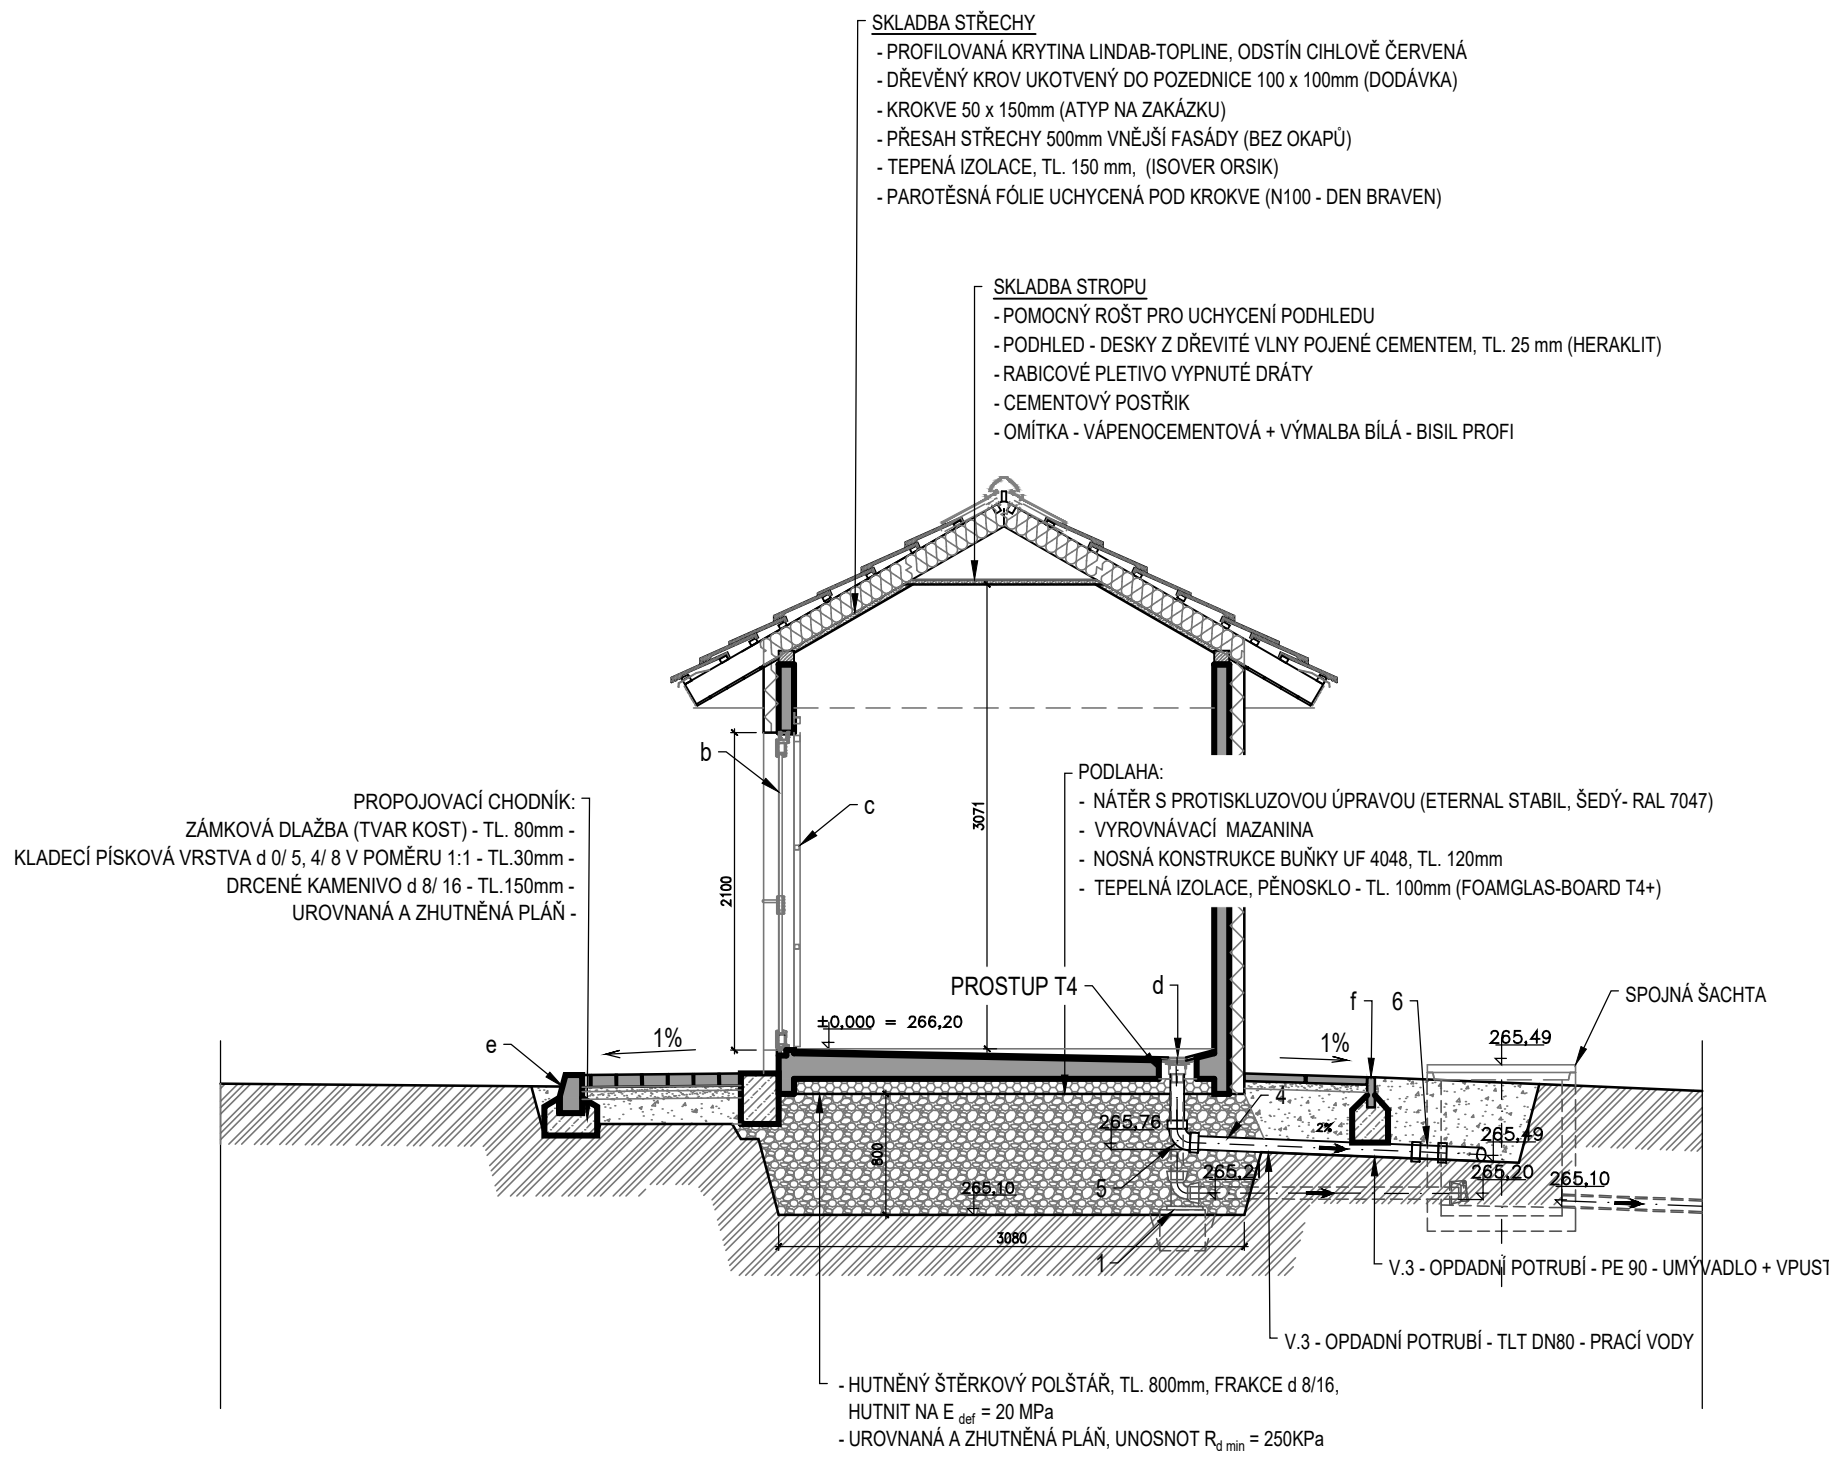 SKLADBA STŘECHY
- PROFILOVANÁ KRYTINA LINDAB-TOPLINE, ODSTÍN CIHLOVĚ ČERVENÁ
- DŘEVĚNÝ KROV UKOTVENÝ DO POZEDNICE 100 x 100mm (DODÁVKA)
- KROKVE 50 x 150mm (ATYP NA ZAKÁZKU)
- PŘESAH STŘECHY 500mm VNĚJŠÍ FASÁDY (BEZ OKAPŮ)
- TEPENÁ IZOLACE, TL. 150 mm, (ISOVER ORSIK)
- PAROTĚSNÁ FÓLIE UCHYCENÁ POD KROKVE (N100 - DEN BRAVEN)
SKLADBA STROPU
- POMOCNÝ ROŠT PRO UCHYCENÍ PODHLEDU
- PODHLED - DESKY Z DŘEVITÉ VLNY POJENÉ CEMENTEM, TL. 25 mm (HERAKLIT)
- RABICOVÉ PLETIVO VYPNUTÉ DRÁTY
- CEMENTOVÝ POSTŘIK
- OMÍTKA - VÁPENOCEMENTOVÁ + VÝMALBA BÍLÁ - BISIL PROFI
b
c
2100
3071
PODLAHA:
- NÁTĚR S PROTISKLUZOVOU ÚPRAVOU (ETERNAL STABIL, ŠEDÝ- RAL 7047)
- VYROVNÁVACÍ MAZANINA
- NOSNÁ KONSTRUKCE BUŇKY UF 4048, TL. 120mm
- TEPELNÁ IZOLACE, PĚNOSKLO - TL. 100mm (FOAMGLAS-BOARD T4+)
PROPOJOVACÍ CHODNÍK:
ZÁMKOVÁ DLAŽBA (TVAR KOST) - TL. 80mm -
KLADECÍ PÍSKOVÁ VRSTVA d 0/ 5, 4/ 8 V POMĚRU 1:1 - TL.30mm -
DRCENÉ KAMENIVO d 8/ 16 - TL.150mm -
UROVNANÁ A ZHUTNĚNÁ PLÁŇ -
PROSTUP T4
d
f
6
SPOJNÁ ŠACHTA
±0,000 = 266,20
e
1%
1%
265,49
4
265,76
2%
265,49
800
265,10
5
265,2
265,20
265,10
3080
1
V.3 - OPDADNÍ POTRUBÍ - PE 90 - UMÝVADLO + VPUST
V.3 - OPDADNÍ POTRUBÍ - TLT DN80 - PRACÍ VODY
- HUTNĚNÝ ŠTĚRKOVÝ POLŠTÁŘ, TL. 800mm, FRAKCE d 8/16,
HUTNIT NA E def = 20 MPa
- UROVNANÁ A ZHUTNĚNÁ PLÁŇ, UNOSNOT Rd min = 250KPa